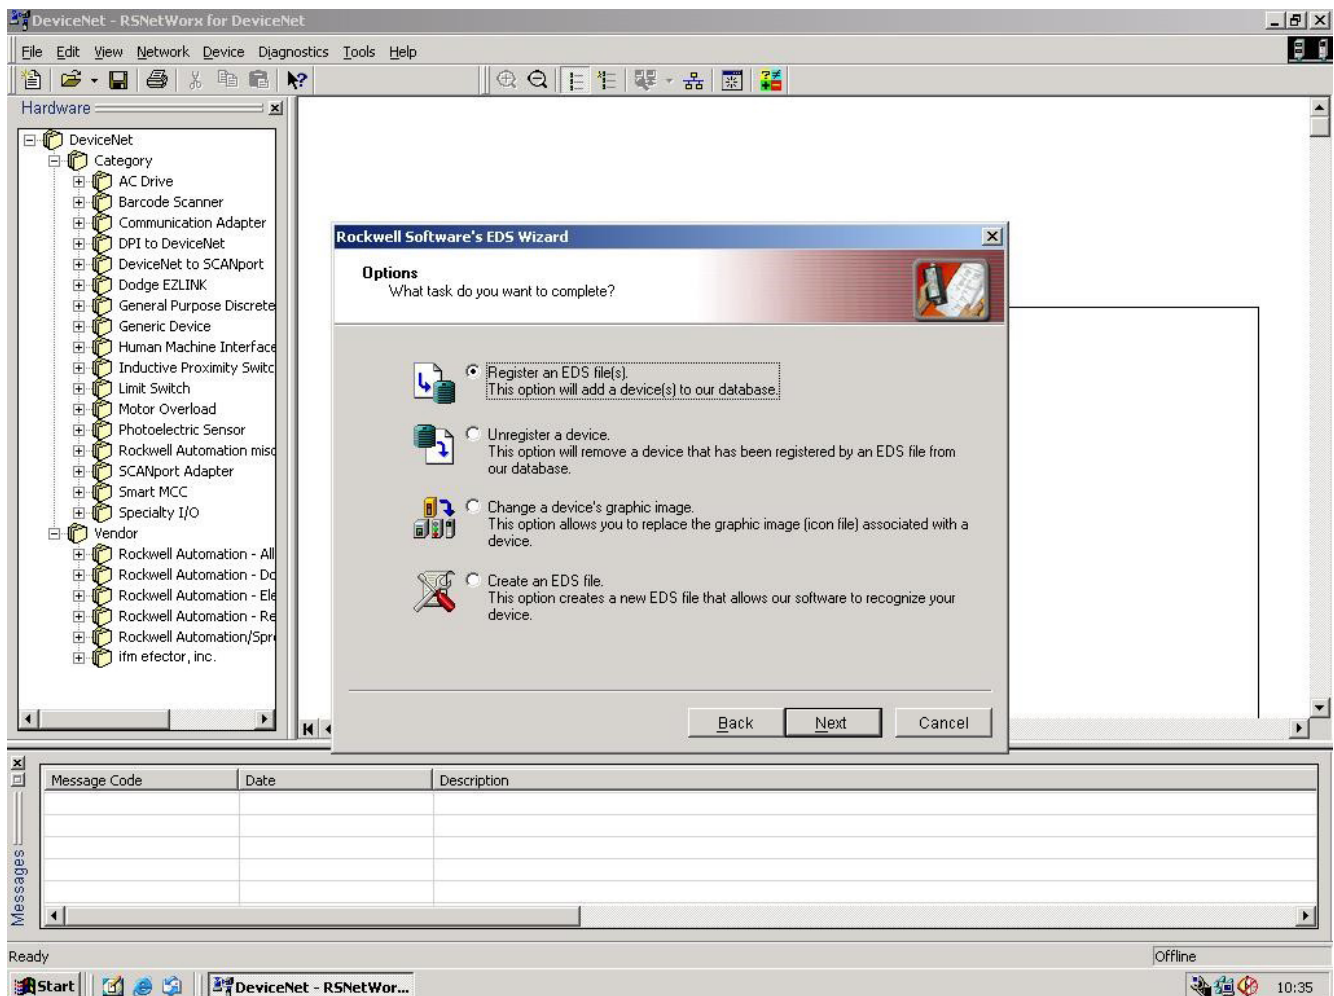 DeviceNet - RSNetWorx for DeviceNet
File Edit View Network Device Diagnostics Tools Help
Hardware
DeviceNet
Category
AC Drive
Barcode Scanner
Communication Adapter
DPI to DeviceNet
DeviceNet to SCANport
Dodge EZLINK
General Purpose Discrete
Generic Device
Human Machine Interface
Inductive Proximity Switc
Limit Switch
Motor Overload
Photoelectric Sensor
Rockwell Automation misc
SCANport Adapter
Smart MCC
Specialty I/O
Vendor
Rockwell Automation - All
Rockwell Automation - Do
Rockwell Automation - Ele
Rockwell Automation - Re
Rockwell Automation/Spr
ifm efector, inc.
Rockwell Software's EDS Wizard
Options
What task do you want to complete?
Register an EDS file(s).
This option will add a device(s) to our database.
Unregister a device.
This option will remove a device that has been registered by an EDS file from
our database.
Change a device's graphic image.
This option allows you to replace the graphic image (icon file) associated with a
device.
Create an EDS file.
This option creates a new EDS file that allows our software to recognize your
device.
Back Next Cancel
Message Code Date Description
Messages
Ready Offline
Start DeviceNet - RSNetWor... 10:35